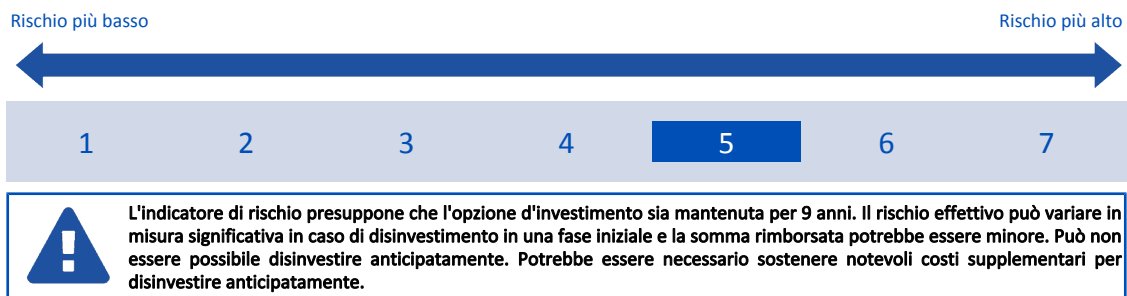 Rischio più basso Rischio più alto
1 2 3 4 5 6 7
L'indicatore di rischio presuppone che l'opzione d'investimento sia mantenuta per 9 anni. Il rischio effettivo può variare in
misura significativa in caso di disinvestimento in una fase iniziale e la somma rimborsata potrebbe essere minore. Può non
essere possibile disinvestire anticipatamente. Potrebbe essere necessario sostenere notevoli costi supplementari per
disinvestire anticipatamente.